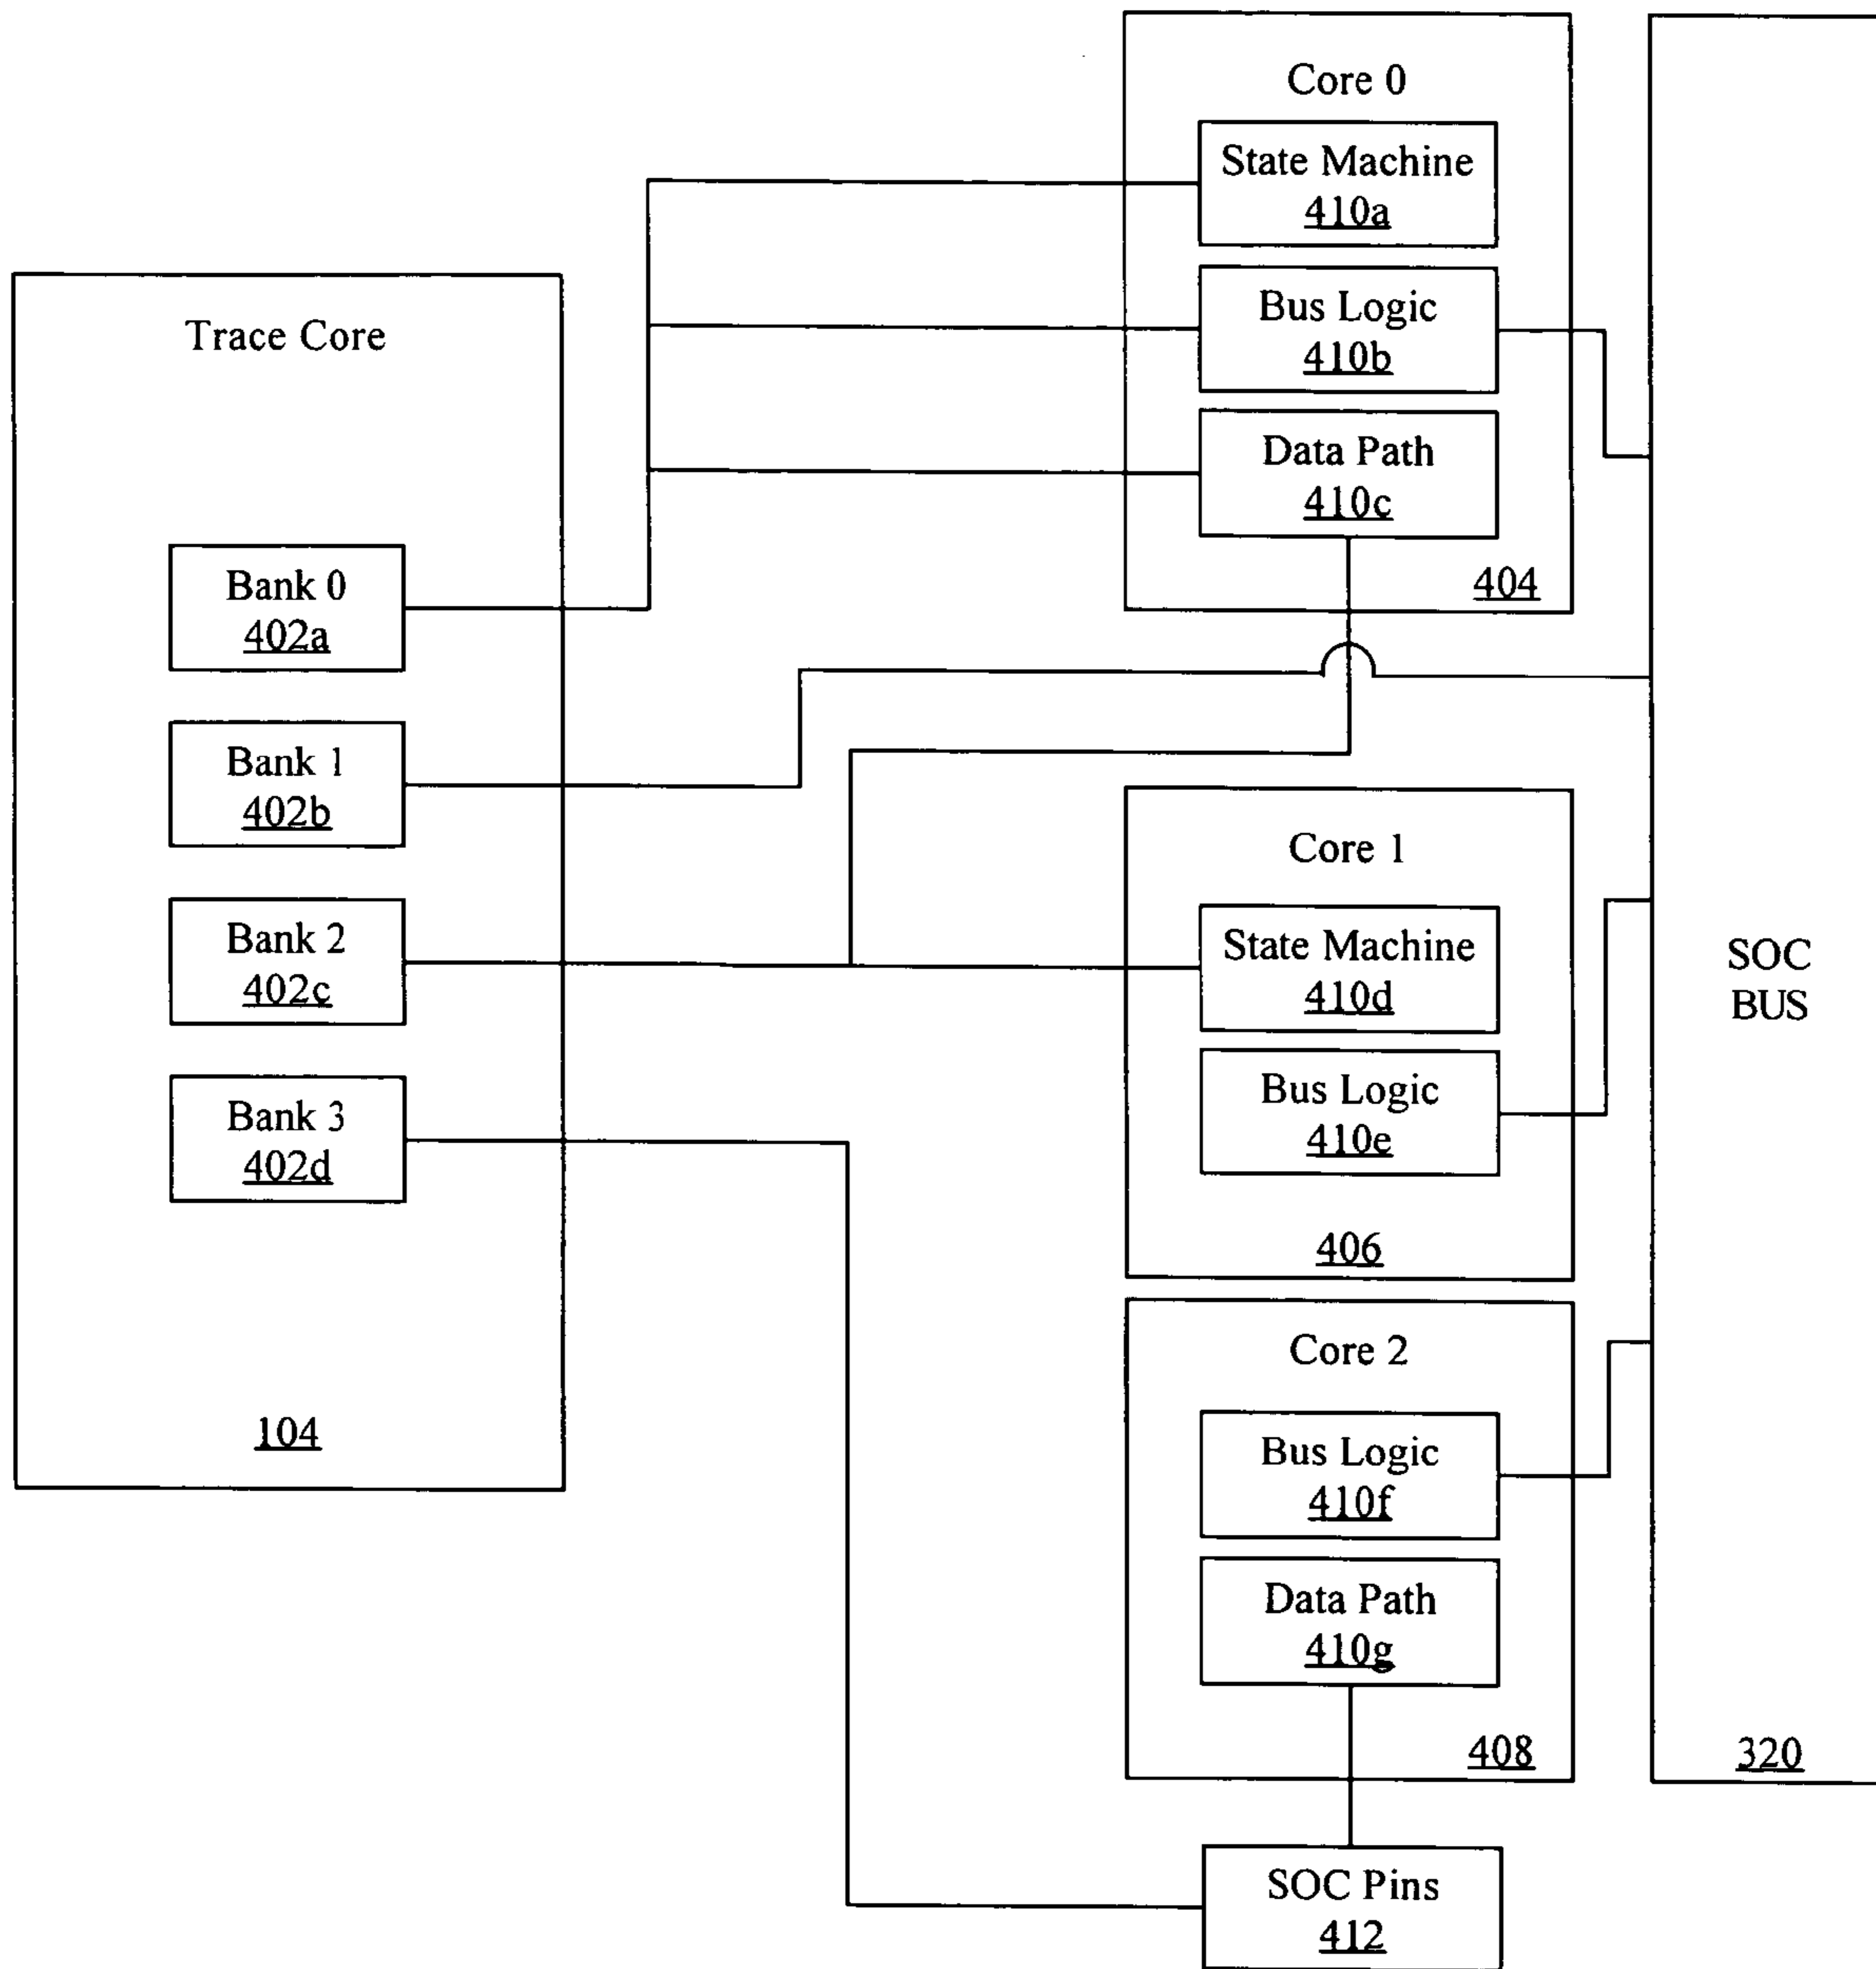 Trace Core
Bank 0
402a
Bank 1
402b
Bank 2
402c
Bank 3
402d
104
Core 0
State Machine
410a
Bus Logic
410b
Data Path
410c
404
Core 1
State Machine
410d
Bus Logic
410e
406
Core 2
Bus Logic
410f
Data Path
410g
408
SOC Pins
412
SOC
BUS
320